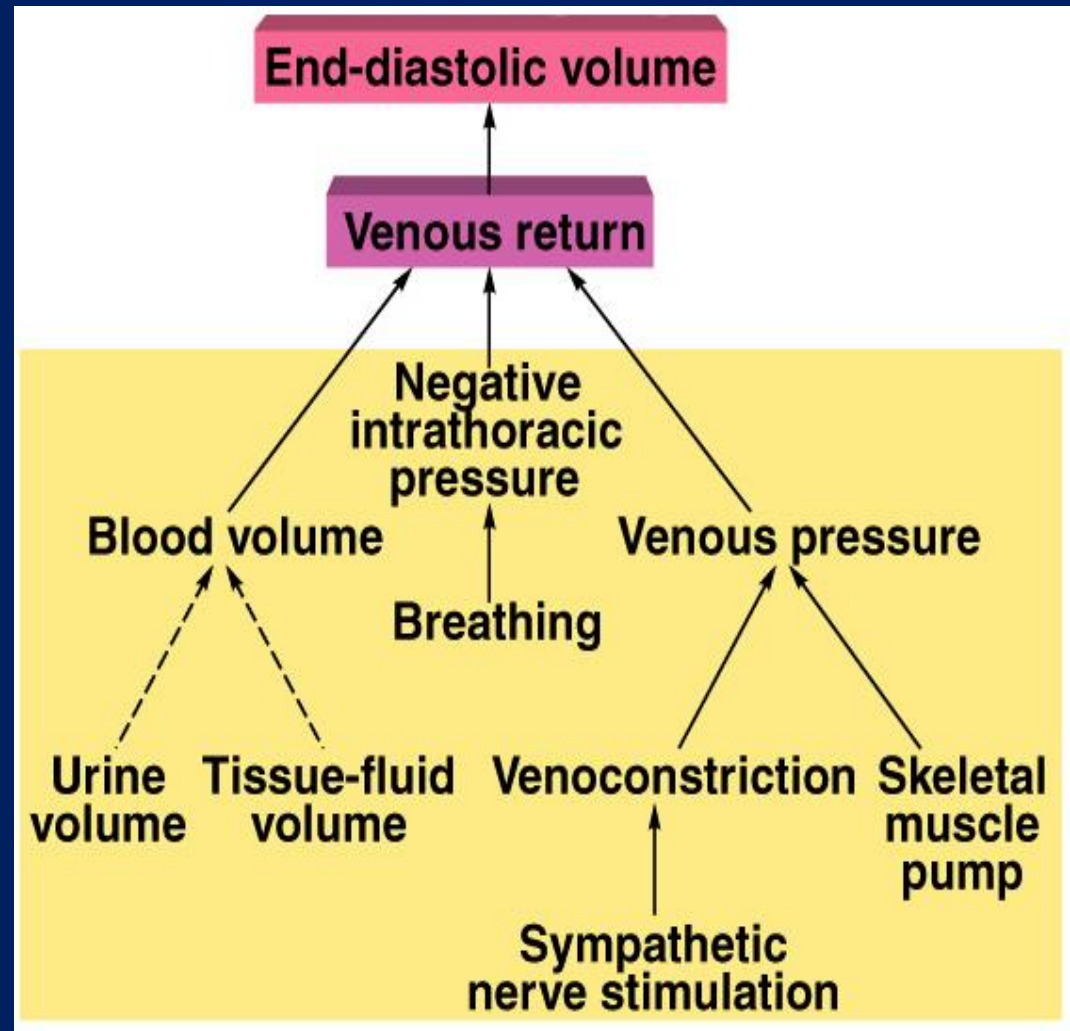 End-diastolic volume
Venous return
Negative
intrathoracic
pressure
Blood volume
Venous pressure
Breathing
Urine
volume
Tissue-fluid
volume
Venoconstriction
Skeletal
muscle
pump
Sympathetic
nerve stimulation